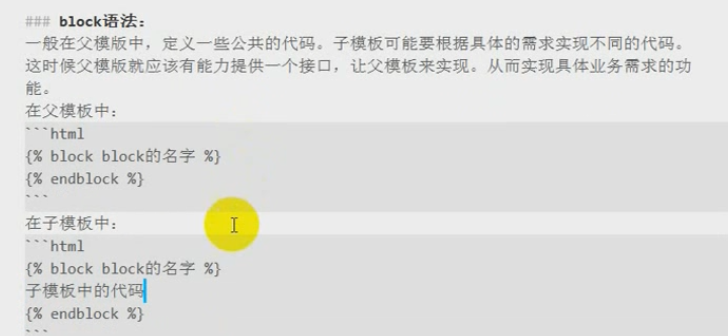 ### block语法：
一般在父模版中，定义一些公共的代码。子模板可能要根据具体的需求实现不同的代码。
这时候父模版就应该有能力提供一个接口，让父模板来实现。从而实现具体业务需求的功
能。
在父模板中：
```html
{% block block的名字 %}
{% endblock %}
```
在子模板中：
```html
{% block block的名字 %}
子模板中的代码
{% endblock %}
```